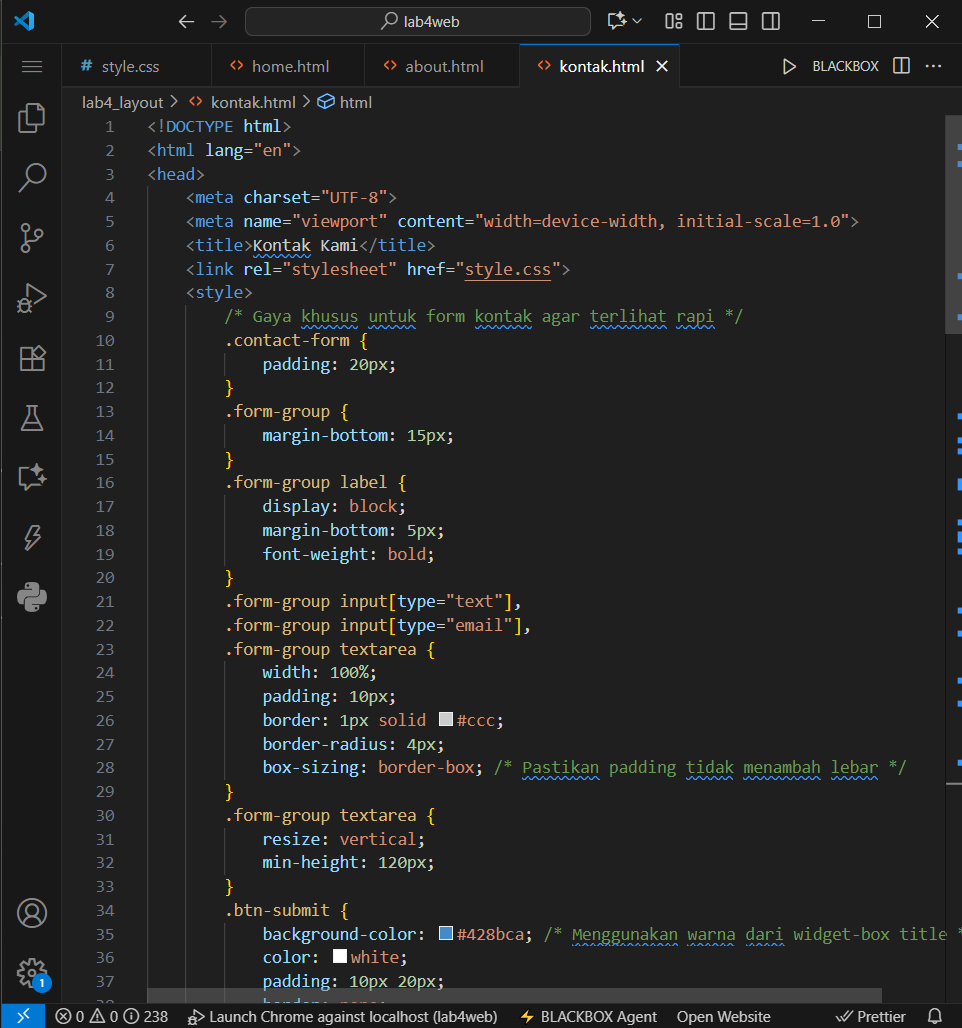 lab4web
style.css
home.html
about.html
kontak.html
BLACKBOX
lab4_layout > kontak.html > html
1 <!DOCTYPE html>
2 <html lang="en">
3 <head>
4 <meta charset="UTF-8">
5 <meta name="viewport" content="width=device-width, initial-scale=1.0">
6 <title>Kontak Kami</title>
7 <link rel="stylesheet" href="style.css">
8 <style>
9 /* Gaya khusus untuk form kontak agar terlihat rapi */
10 .contact-form {
11 padding: 20px;
12 }
13 .form-group {
14 margin-bottom: 15px;
15 }
16 .form-group label {
17 display: block;
18 margin-bottom: 5px;
19 font-weight: bold;
20 }
21 .form-group input[type="text"],
22 .form-group input[type="email"],
23 .form-group textarea {
24 width: 100%;
25 padding: 10px;
26 border: 1px solid #ccc;
27 border-radius: 4px;
28 box-sizing: border-box; /* Pastikan padding tidak menambah lebar */
29 }
30 .form-group textarea {
31 resize: vertical;
32 min-height: 120px;
33 }
34 .btn-submit {
35 background-color: #428bca; /* Menggunakan warna dari widget-box title *
36 color: white;
37 padding: 10px 20px;
1
0 0 238 Launch Chrome against localhost (lab4web) BLACKBOX Agent Open Website Prettier